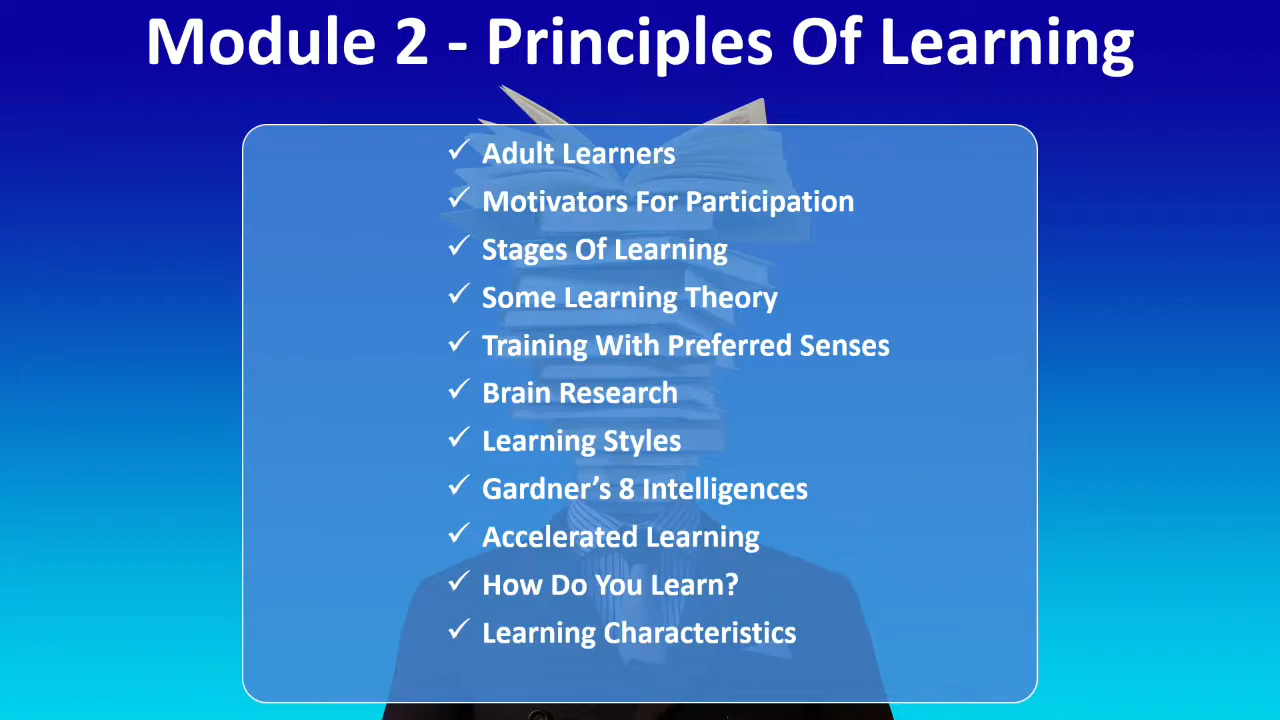 Module 2 - Principles Of Learning
✓ Adult Learners
✓ Motivators For Participation
✓ Stages Of Learning
✓ Some Learning Theory
✓ Training With Preferred Senses
✓ Brain Research
✓ Learning Styles
✓ Gardner’s 8 Intelligences
✓ Accelerated Learning
✓ How Do You Learn?
✓ Learning Characteristics